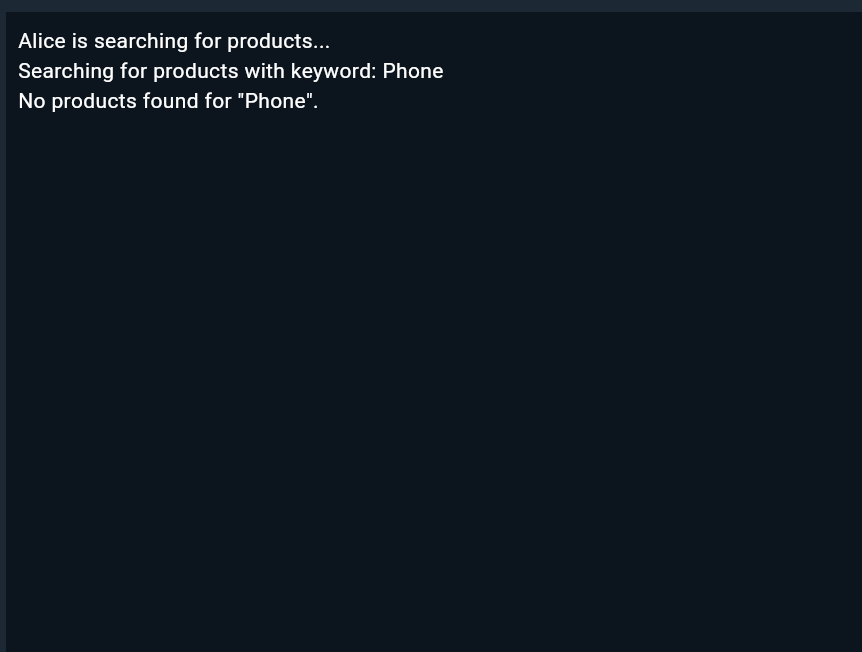 Alice is searching for products...
Searching for products with keyword: Phone
No products found for "Phone".